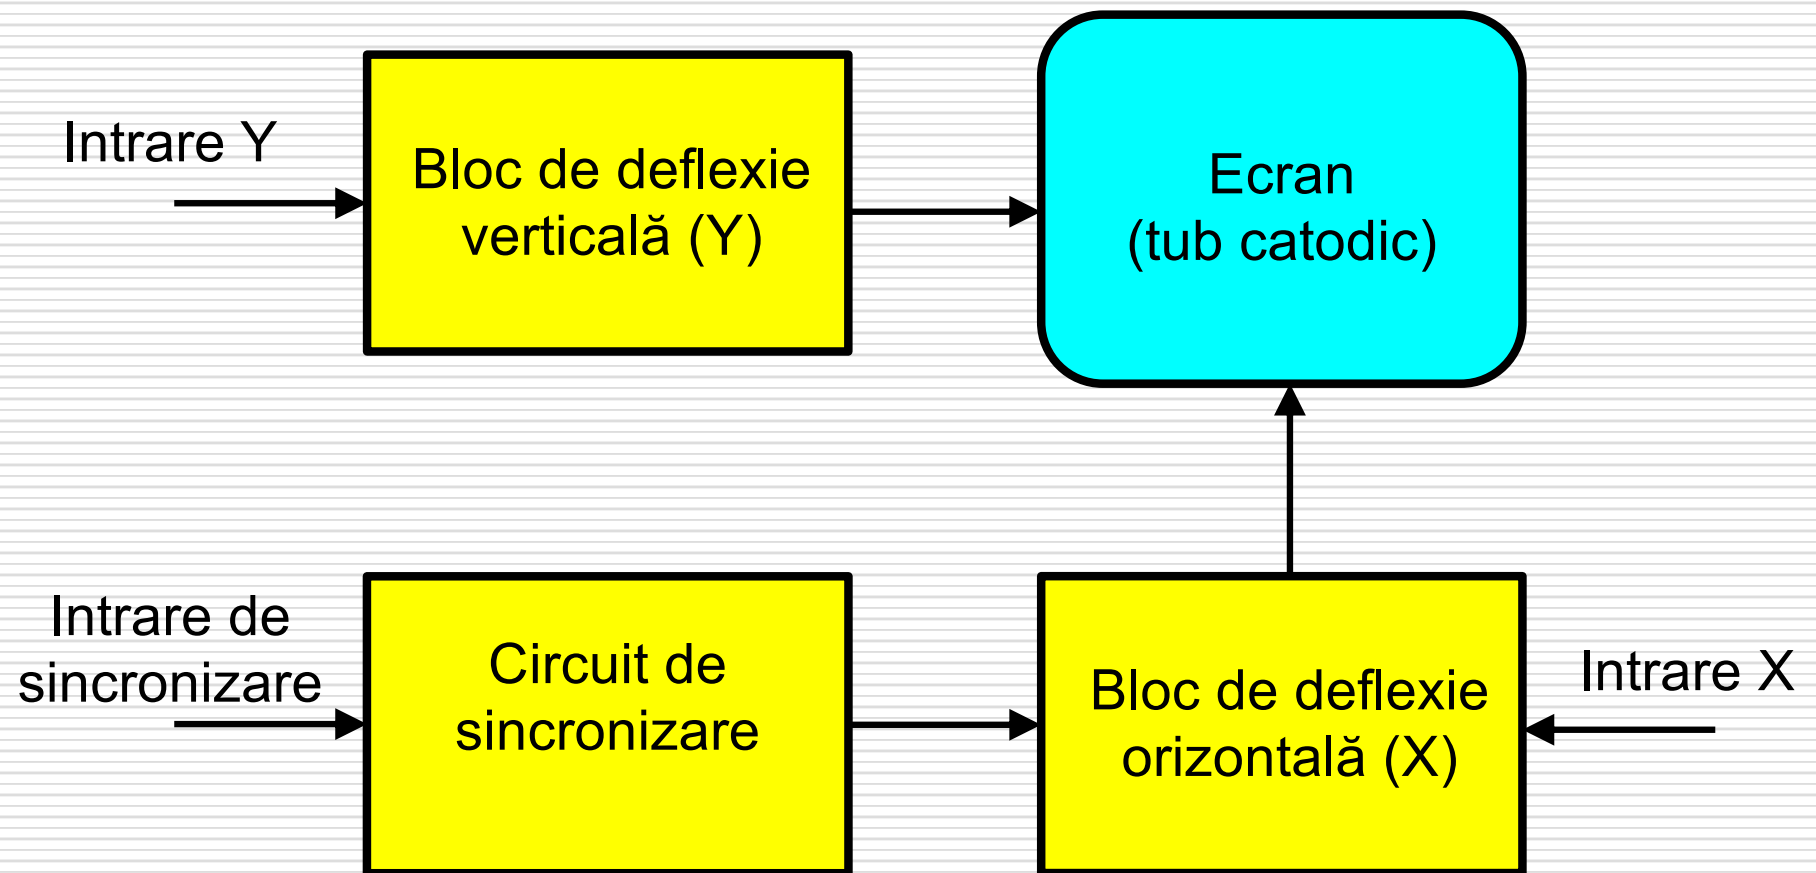 Intrare Y
Bloc de deflexie
verticală (Y)
Ecran
(tub catodic)
Intrare de
sincronizare
Circuit de
sincronizare
Bloc de deflexie
orizontală (X)
Intrare X